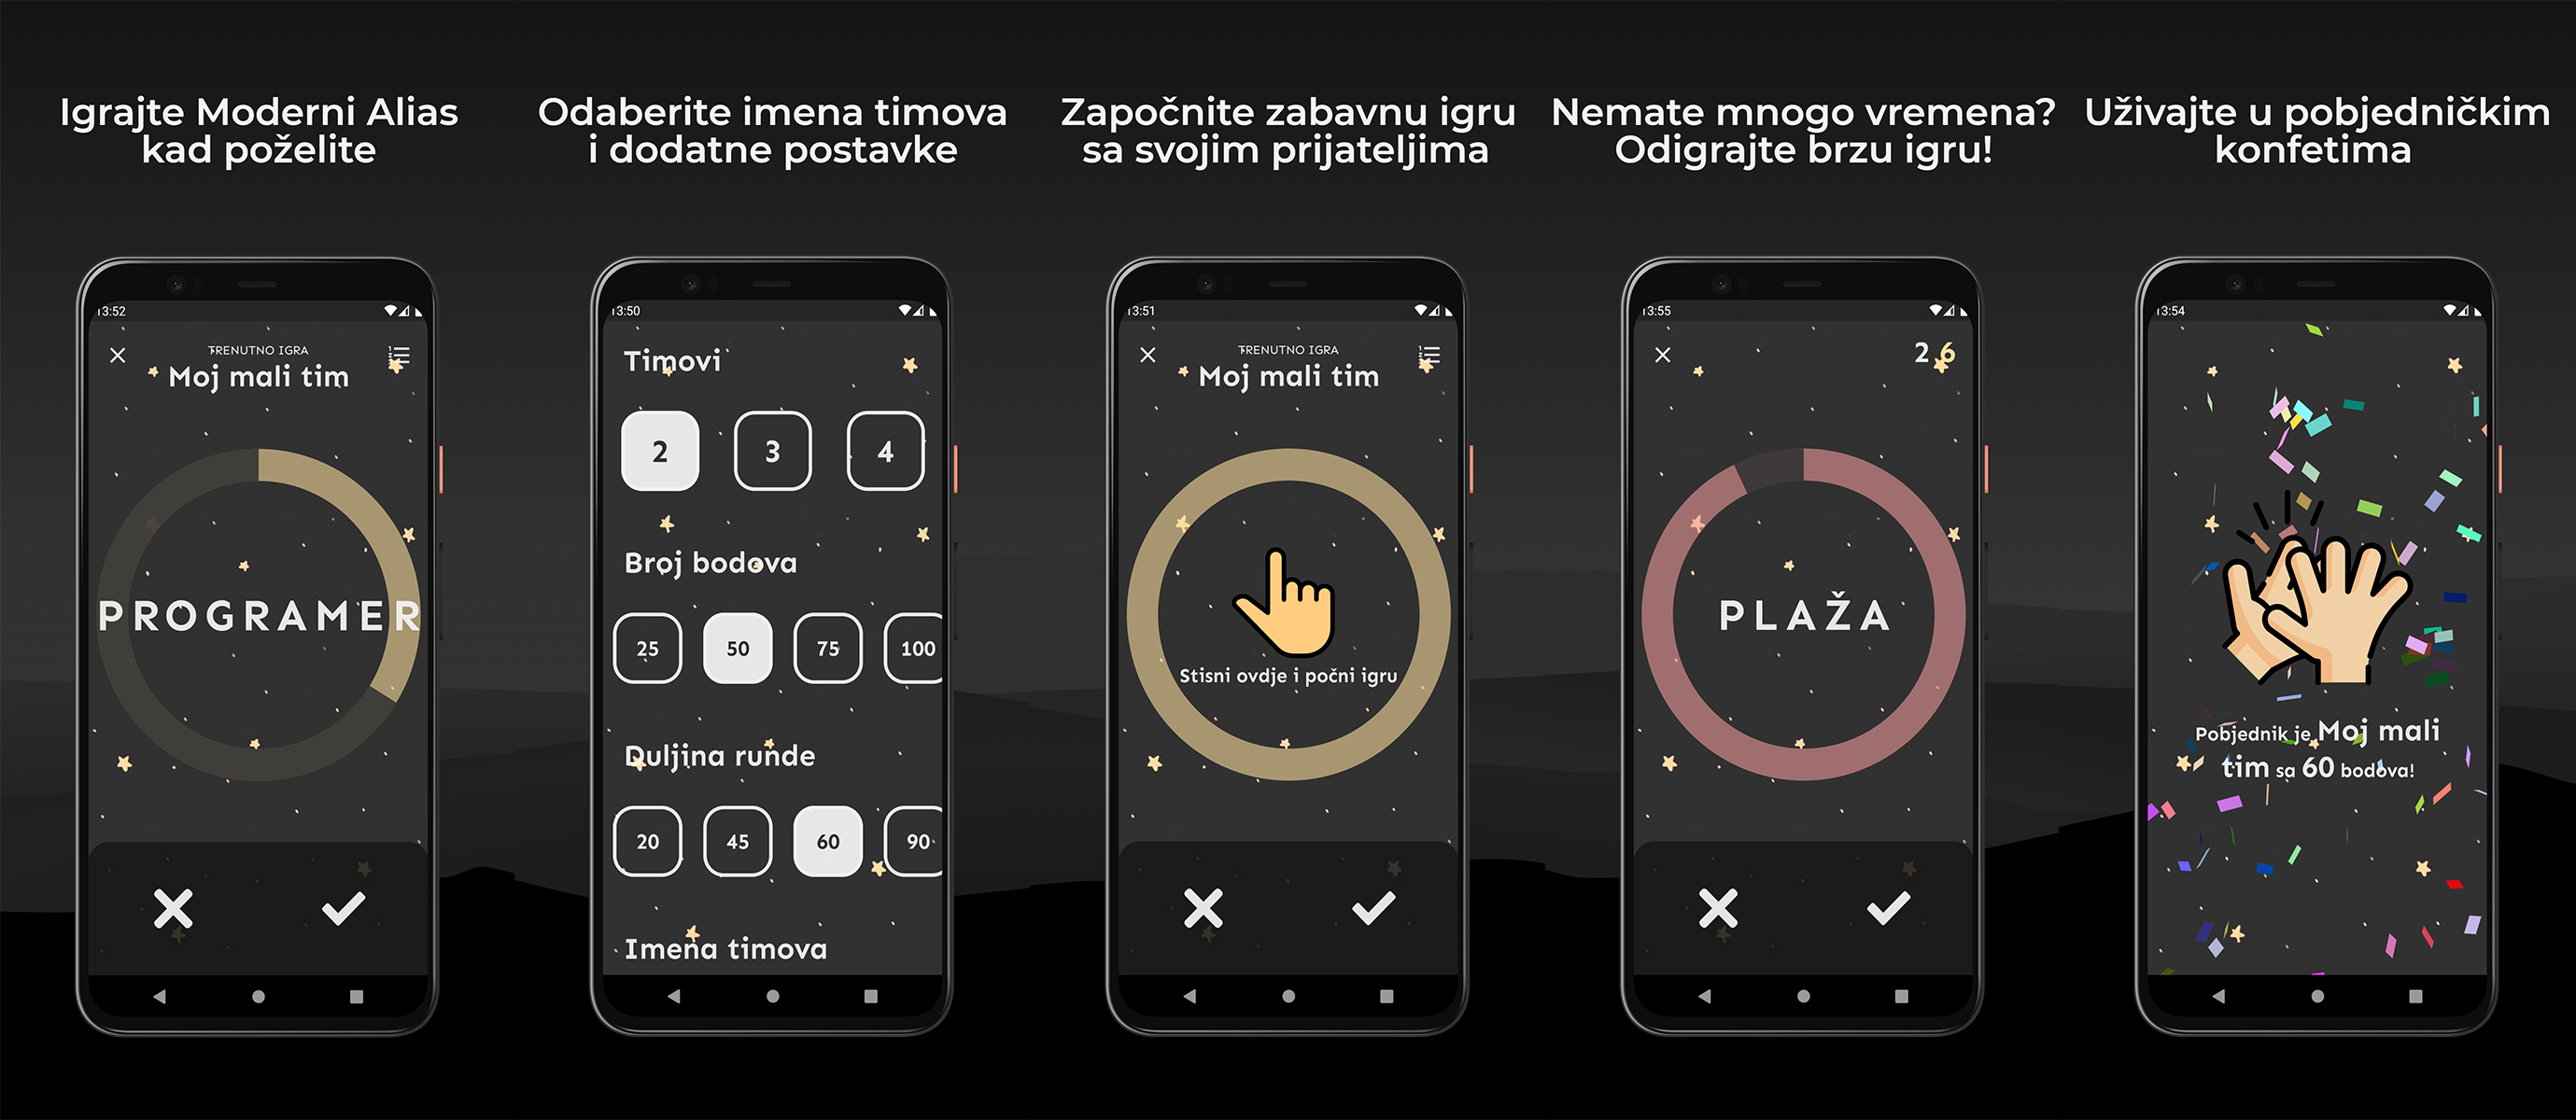 Igrajte Moderni Alias
kad poželite
13:52
TRENUTNO IGRA
Moj mali tim
PROGRAMER
Odaberite imena timova
i dodatne postavke
13:50
Timovi
2 3 4
Broj bodova
25 50 75 100
Duljina runde
20 45 60 90
Imena timova
Započnite zabavnu igru
sa svojim prijateljima
13:51
TRENUTNO IGRA
Moj mali tim
Stisni ovdje i počni igru
Nemate mnogo vremena?
Odigrajte brzu igru!
13:55
26
PLAŽA
Uživajte u pobjedničkim
konfetima
13:54
Pobjednik je Moj mali
tim sa 60 bodova!